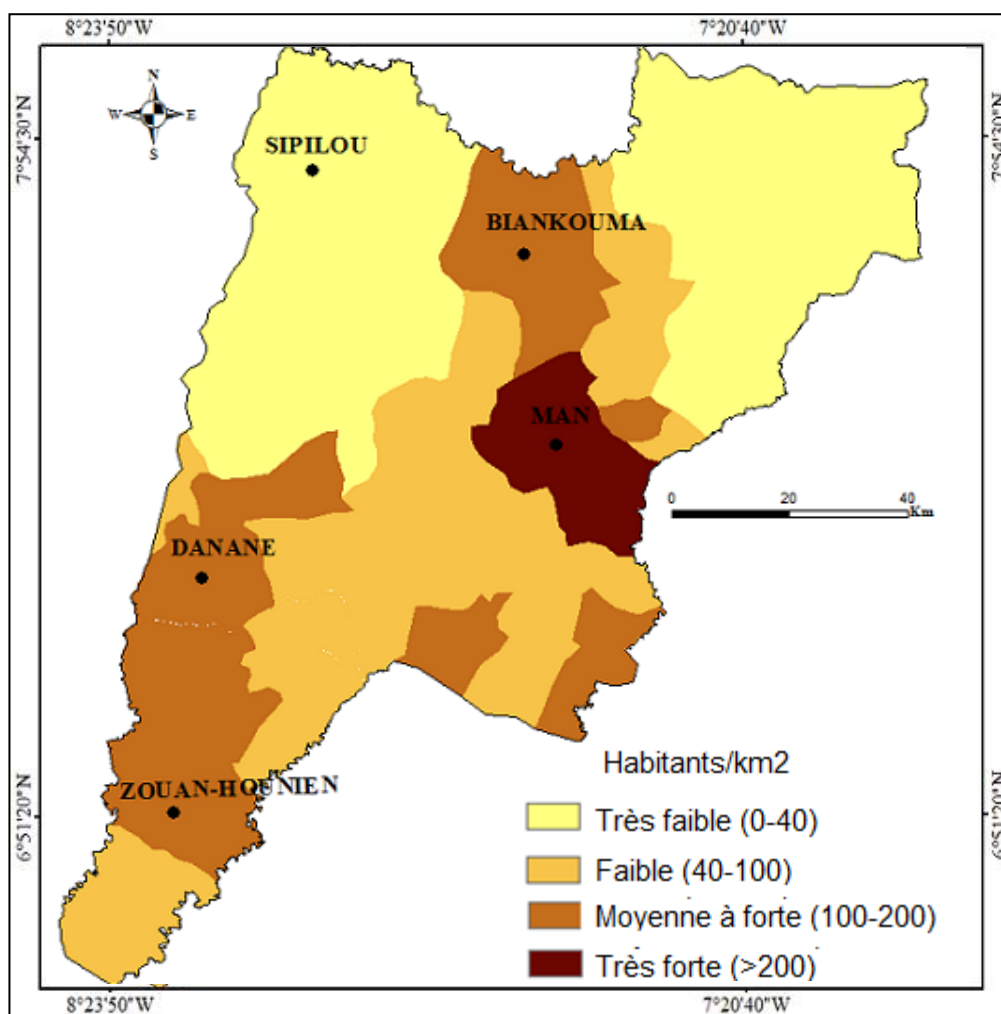 8°23'50"W
7°20'40"W
N
W E
S
7°54'30"N
7°54'30"N
SIPILOU
BIANKOUMA
MAN
0 20 40
Km
DANANE
ZOUAN-HOUNIEN
6°51'20"N
6°51'20"N
Habitants/km2
Très faible (0-40)
Faible (40-100)
Moyenne à forte (100-200)
Très forte (>200)
8°23'50"W
7°20'40"W